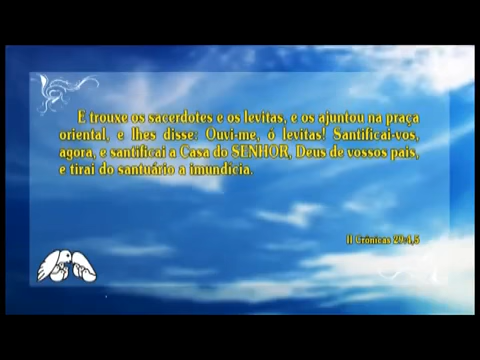 E trouxe os sacerdotes e os levitas, e os ajuntou na praça
oriental, e lhes disse: Ouvi-me, ó levitas! Santificai-vos,
agora, e santificai a Casa do SENHOR, Deus de vossos pais,
e tirai do santuário a imundícia.
II Crônicas 29:4,5